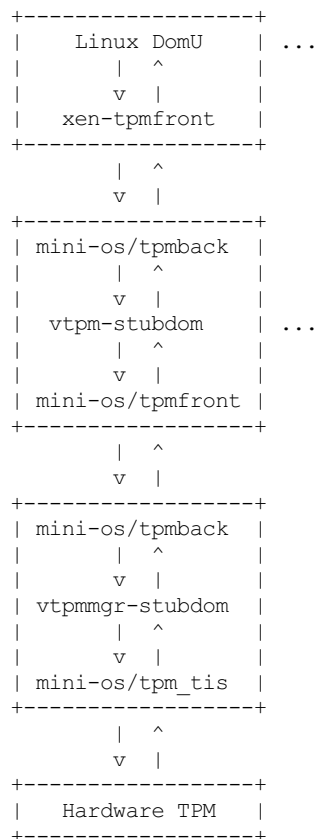 +------------------+
|    Linux DomU    | ...
|       |  ^       |
|       v  |       |
|   xen-tpmfront   |
+------------------+
        |  ^
        v  |
+------------------+
| mini-os/tpmback  |
|       |  ^       |
|       v  |       |
|  vtpm-stubdom    | ...
|       |  ^       |
|       v  |       |
| mini-os/tpmfront |
+------------------+
        |  ^
        v  |
+------------------+
| mini-os/tpmback  |
|       |  ^       |
|       v  |       |
| vtpmmgr-stubdom  |
|       |  ^       |
|       v  |       |
| mini-os/tpm_tis  |
+------------------+
        |  ^
        v  |
+------------------+
|   Hardware TPM   |
+------------------+